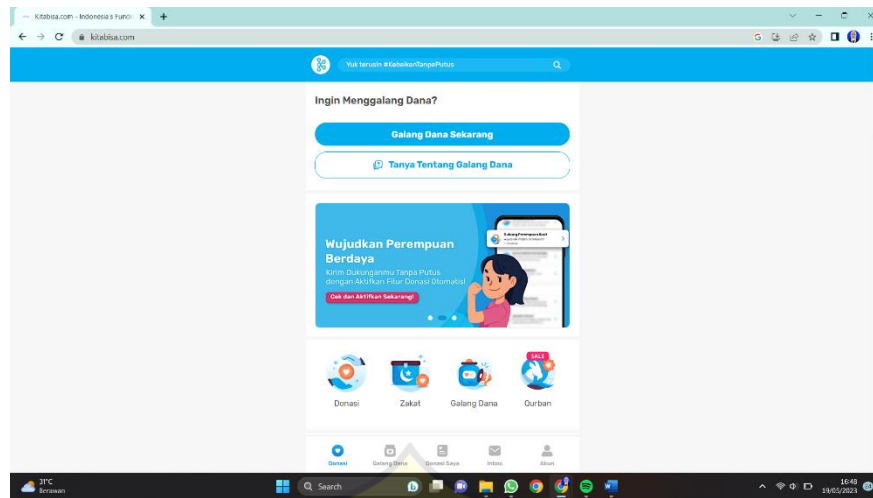 Kitabisa.com - Indonesia's Fundr
kitabisa.com
Yuk terusin #KebaikanTanpaPutus
Ingin Menggalang Dana?
Galang Dana Sekarang
Tanya Tentang Galang Dana
Wujudkan Perempuan
Berdaya
Kirim Dukunganmu Tanpa Putus
dengan Aktifkan Fitur Donasi Otomatis!
Cek dan Aktifkan Sekarang!
SALE
Donasi Zakat Galang Dana Qurban
Donasi Galang Dana Donasi Saya Inbox Akun
31°C
Berawan
Search
16:48
19/05/2023